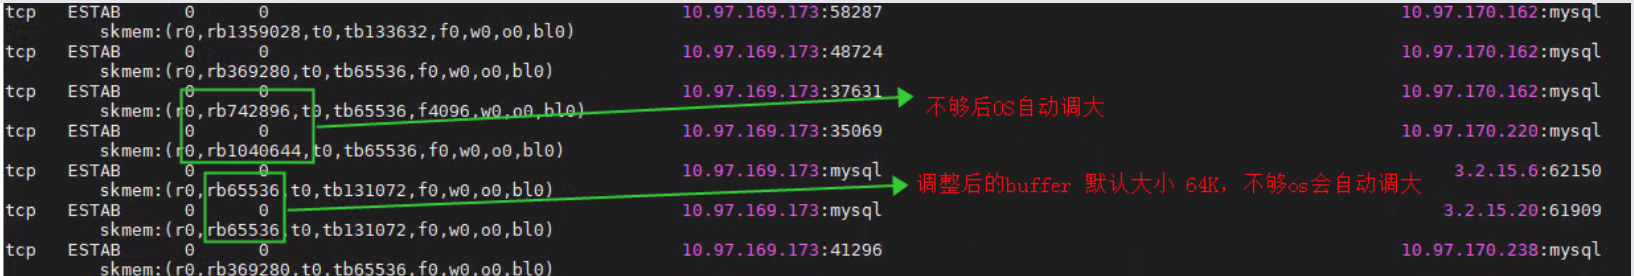 tcp ESTAB 0 0 10.97.169.173:58287 10.97.170.162:mysql
skmem:(r0,rb1359028,t0,tb133632,f0,w0,o0,bl0)
tcp ESTAB 0 0 10.97.169.173:48724 10.97.170.162:mysql
skmem:(r0,rb369280,t0,tb65536,f0,w0,o0,bl0)
tcp ESTAB 0 0 10.97.169.173:37631 10.97.170.162:mysql
skmem:(r0,rb742896,t0,tb65536,f4096,w0,o0,bl0)
不够后OS自动调大
tcp ESTAB 0 0 10.97.169.173:35069 10.97.170.220:mysql
skmem:(r0,rb1040644,t0,tb65536,f0,w0,o0,bl0)
tcp ESTAB 0 0 10.97.169.173:mysql 3.2.15.6:62150
skmem:(r0,rb65536,t0,tb131072,f0,w0,o0,bl0)
调整后的buffer 默认大小 64K，不够os会自动调大
tcp ESTAB 0 0 10.97.169.173:mysql 3.2.15.20:61909
skmem:(r0,rb65536,t0,tb131072,f0,w0,o0,bl0)
tcp ESTAB 0 0 10.97.169.173:41296 10.97.170.238:mysql
skmem:(r0,rb369280,t0,tb65536,f0,w0,o0,bl0)